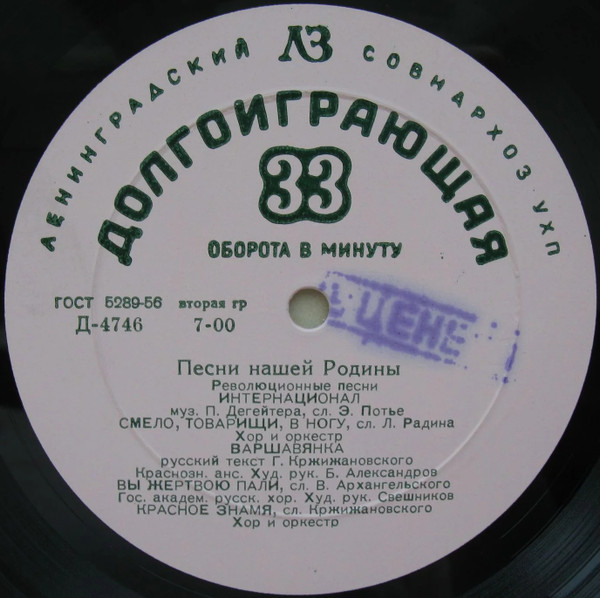 ЛЕНИНГРАДСКИЙ ЛЗ СОВНАРХОЗ УХП
ДОЛГОИГРАЮЩАЯ
33
ОБОРОТА В МИНУТУ
ГОСТ 5289-56 вторая гр
Д-4746 7-00
ЦЕНЕ
Песни нашей Родины
Революционные песни
ИНТЕРНАЦИОНАЛ
муз. П. Дегейтера, сл. Э. Потье
СМЕЛО, ТОВАРИЩИ, В НОГУ, сл. Л. Радина
Хор и оркестр
ВАРШАВЯНКА
русский текст Г. Кржижановского
Краснозн. анс. Худ. рук. Б. Александров
ВЫ ЖЕРТВОЮ ПАЛИ, сл. В. Архангельского
Гос. академ. русск. хор. Худ. рук. Свешников
КРАСНОЕ ЗНАМЯ, сл. Кржижановского
Хор и оркестр